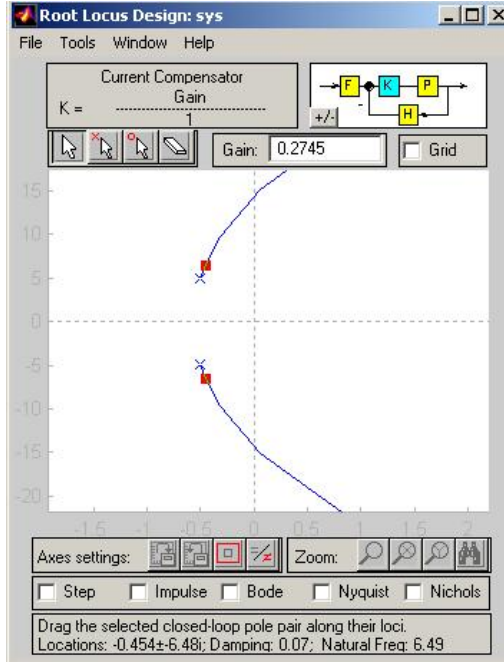 Root Locus Design: sys
File Tools Window Help
Current Compensator
Gain
K = ----------------------------
1
F K P
- H
+/-
Gain: 0.2745 Grid
15
10
5
0
-5
-10
-15
-20
-1.5 -1 -0.5 0 0.5 1 1.5 2
Axes settings: Zoom:
Step Impulse Bode Nyquist Nichols
Drag the selected closed-loop pole pair along their loci.
Locations: -0.454±-6.48i; Damping: 0.07; Natural Freq: 6.49